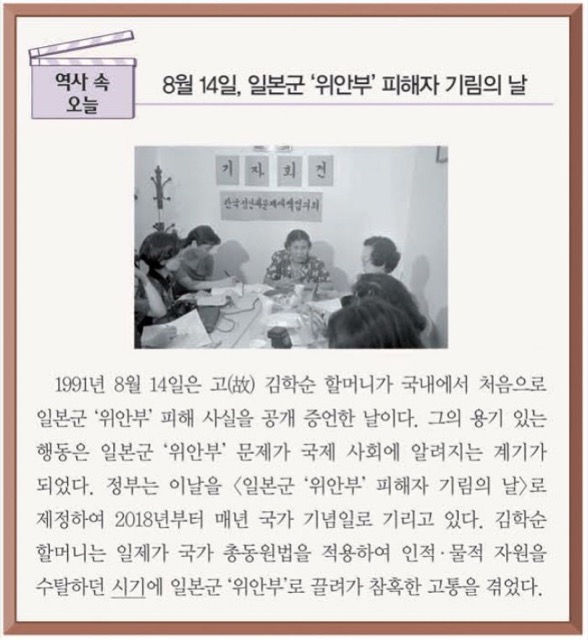 역사 속
오늘
8월 14일, 일본군 ‘위안부’ 피해자 기림의 날
기 자 회 견
한국정신대문제대책협의회
1991년 8월 14일은 고(故) 김학순 할머니가 국내에서 처음으로
일본군 ‘위안부’ 피해 사실을 공개 증언한 날이다. 그의 용기 있는
행동은 일본군 ‘위안부’ 문제가 국제 사회에 알려지는 계기가
되었다. 정부는 이날을 〈일본군 ‘위안부’ 피해자 기림의 날〉로
제정하여 2018년부터 매년 국가 기념일로 기리고 있다. 김학순
할머니는 일제가 국가 총동원법을 적용하여 인적·물적 자원을
수탈하던 시기에 일본군 ‘위안부’로 끌려가 참혹한 고통을 겪었다.